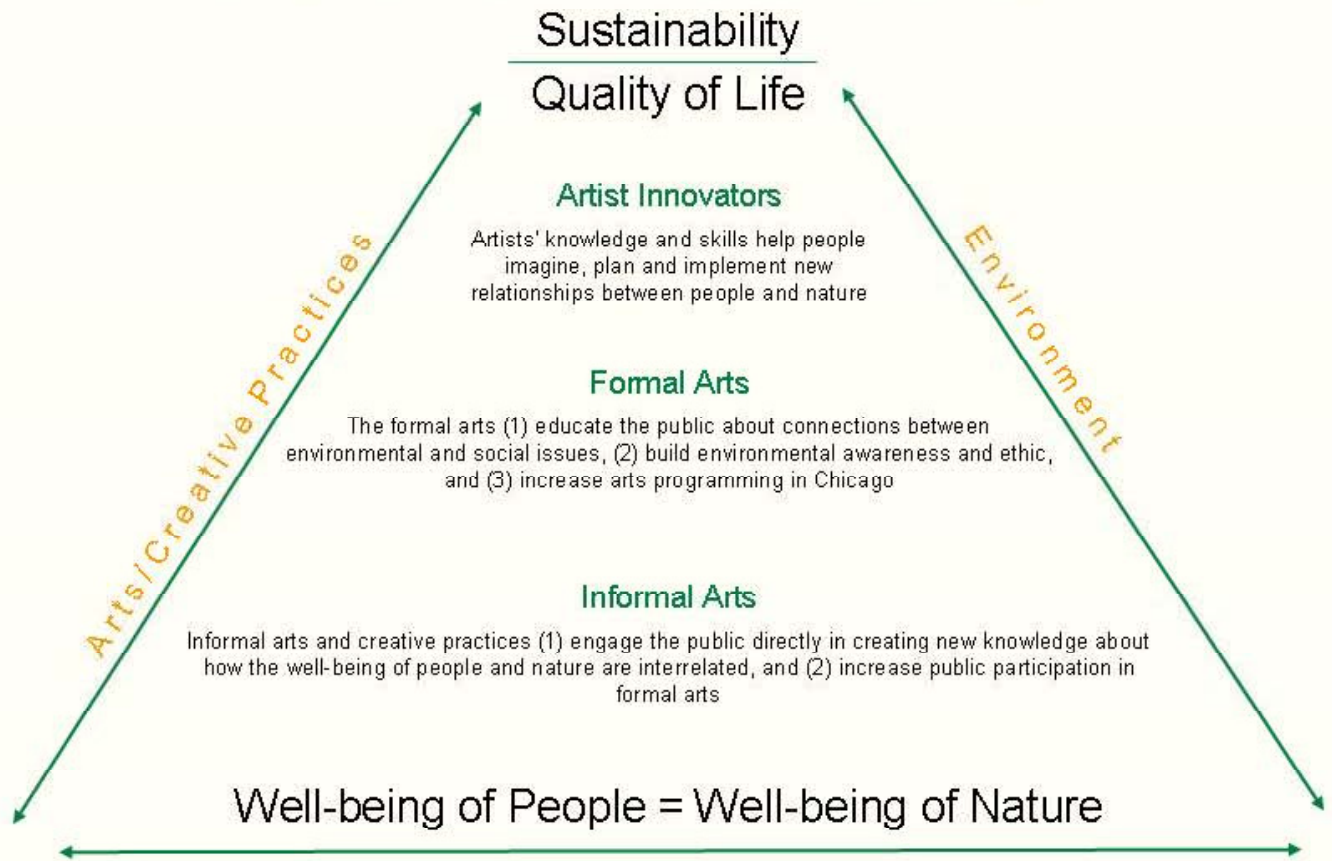 Sustainability
Quality of Life
Artist Innovators
Artists' knowledge and skills help people
imagine, plan and implement new
relationships between people and nature
Arts/Creative Practices
Environment
Formal Arts
The formal arts (1) educate the public about connections between
environmental and social issues, (2) build environmental awareness and ethic,
and (3) increase arts programming in Chicago
Informal Arts
Informal arts and creative practices (1) engage the public directly in creating new knowledge about
how the well-being of people and nature are interrelated, and (2) increase public participation in
formal arts
Well-being of People = Well-being of Nature